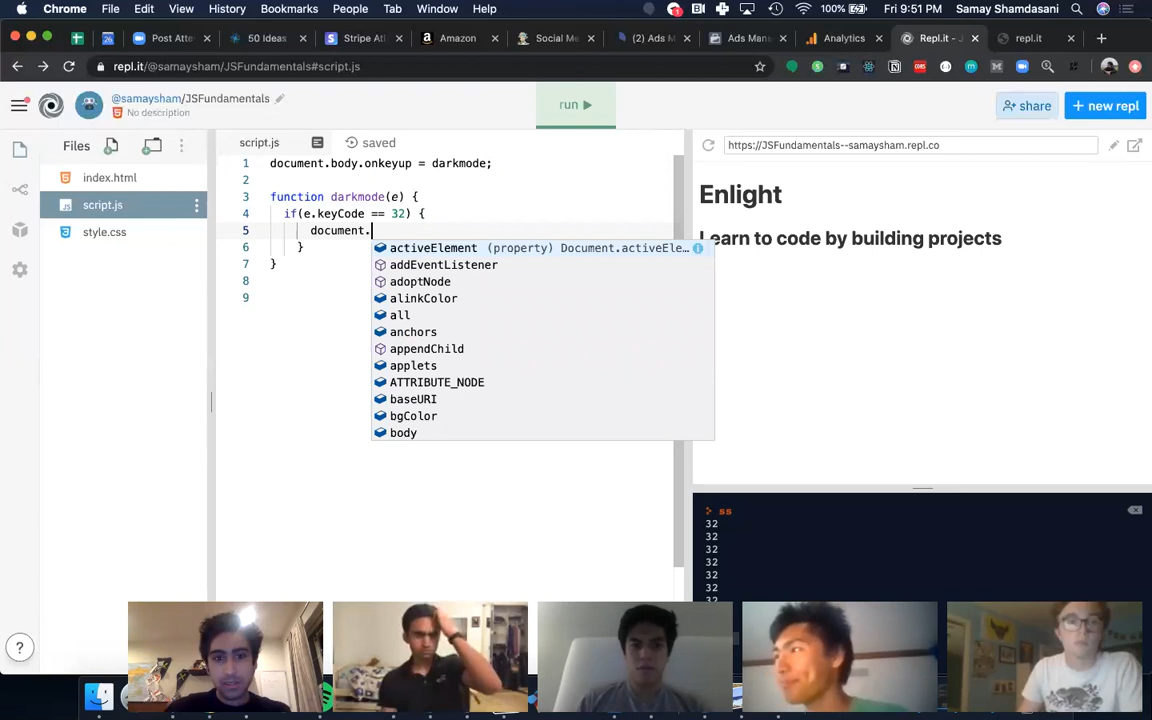 Chrome File Edit View History Bookmarks People Tab Window Help 100% Fri 9:51 PM Samay Shamdasani
Post Atte 50 Ideas Stripe Atl Amazon Social Me (2) Ads M Ads Man Analytics Repl.it - J repl.it
repl.it/@samaysham/JSFundamentals#script.js
@samaysham/JSFundamentals
No description
run
share
+ new repl
Files
script.js
saved
https://JSFundamentals--samaysham.repl.co
index.html
script.js
style.css
1 document.body.onkeyup = darkmode;
2
3 function darkmode(e) {
4 if(e.keyCode == 32) {
5 document.
6 }
7 }
8
9
activeElement (property) Document.activeEle…
addEventListener
adoptNode
alinkColor
all
anchors
appendChild
applets
ATTRIBUTE_NODE
baseURI
bgColor
body
Enlight
Learn to code by building projects
ss
32
32
32
32
32
32
32
?